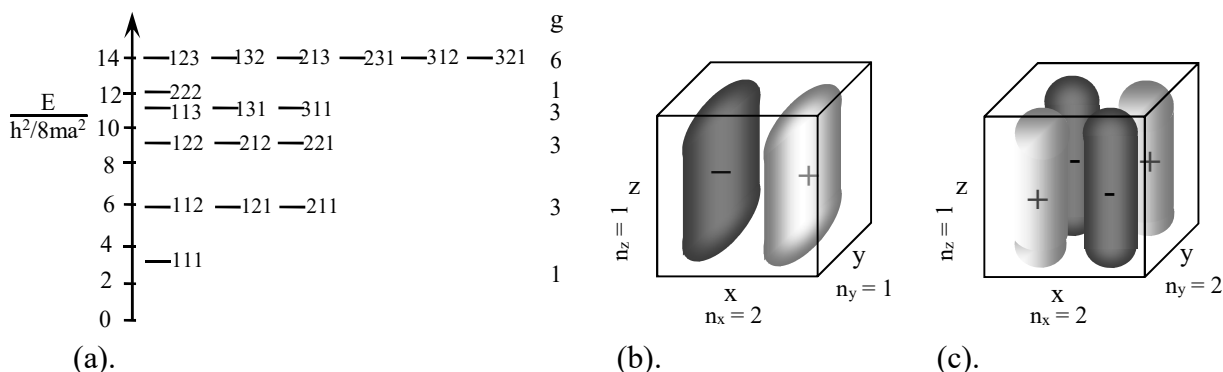 g
14 123 132 213 231 312 321 6
12 222 1
E
h²/8ma²
113 131 311 3
10
122 212 221 3
8
6 112 121 211 3
4
111
2 1
0
(a).
− +
z
n_z = 1
y
n_y = 1
x
n_x = 2
(b).
+ - - +
z
n_z = 1
y
n_y = 2
x
n_x = 2
(c).